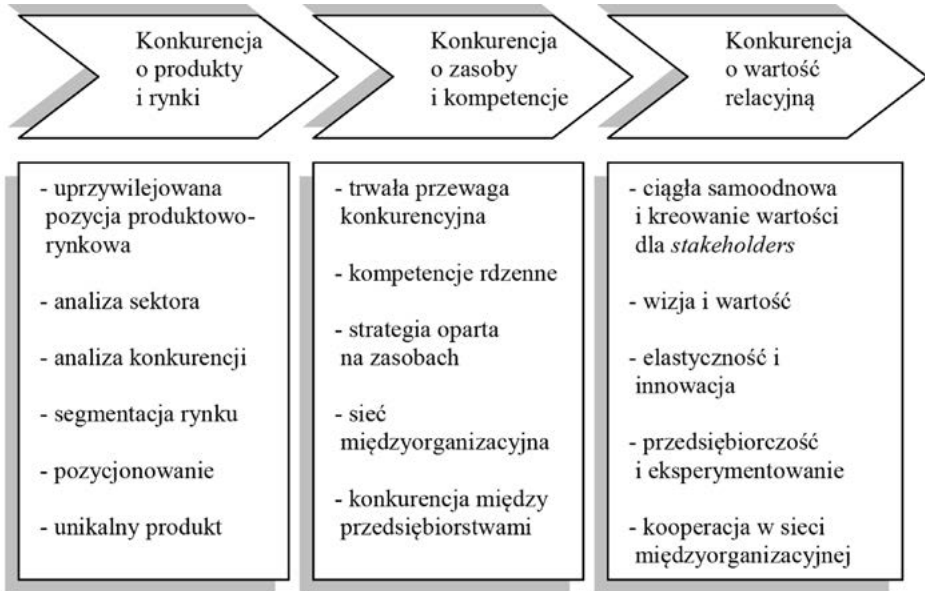 Konkurencja
o produkty
i rynki
Konkurencja
o zasoby
i kompetencje
Konkurencja
o wartość
relacyjną
- uprzywilejowana
pozycja produktowo-
rynkowa
- analiza sektora
- analiza konkurencji
- segmentacja rynku
- pozycjonowanie
- unikalny produkt
- trwała przewaga
konkurencyjna
- kompetencje rdzenne
- strategia oparta
na zasobach
- sieć
międzyorganizacyjna
- konkurencja między
przedsiębiorstwami
- ciągła samoodnowa
i kreowanie wartości
dla stakeholders
- wizja i wartość
- elastyczność i
innowacja
- przedsiębiorczość
i eksperymentowanie
- kooperacja w sieci
międzyorganizacyjnej